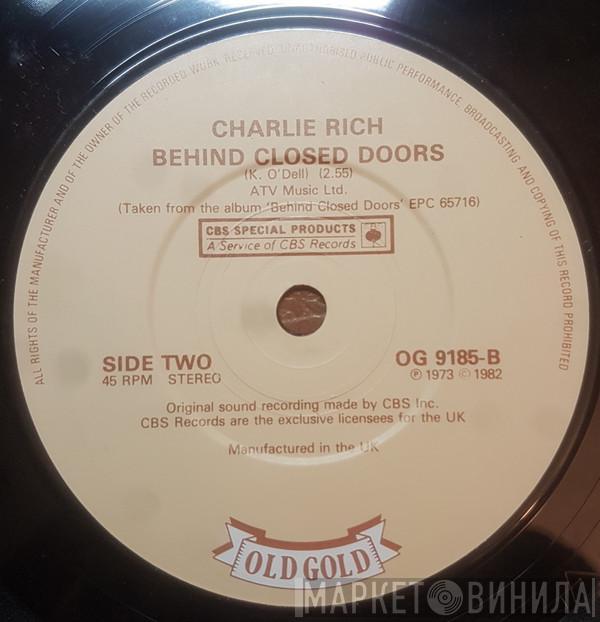 ALL RIGHTS OF THE MANUFACTURER AND OF THE OWNER OF THE RECORDED WORK RESERVED. UNAUTHORISED PUBLIC PERFORMANCE, BROADCASTING AND COPYING OF THIS RECORD PROHIBITED
CHARLIE RICH
BEHIND CLOSED DOORS
(K. O'Dell) (2.55)
ATV Music Ltd.
(Taken from the album 'Behind Closed Doors' EPC 65716)
CBS SPECIAL PRODUCTS
A Service of CBS Records
SIDE TWO
45 RPM STEREO
OG 9185-B
℗ 1973 © 1982
Original sound recording made by CBS Inc.
CBS Records are the exclusive licensees for the UK
Manufactured in the UK
OLD GOLD
МАРКЕТ ВИНИЛА